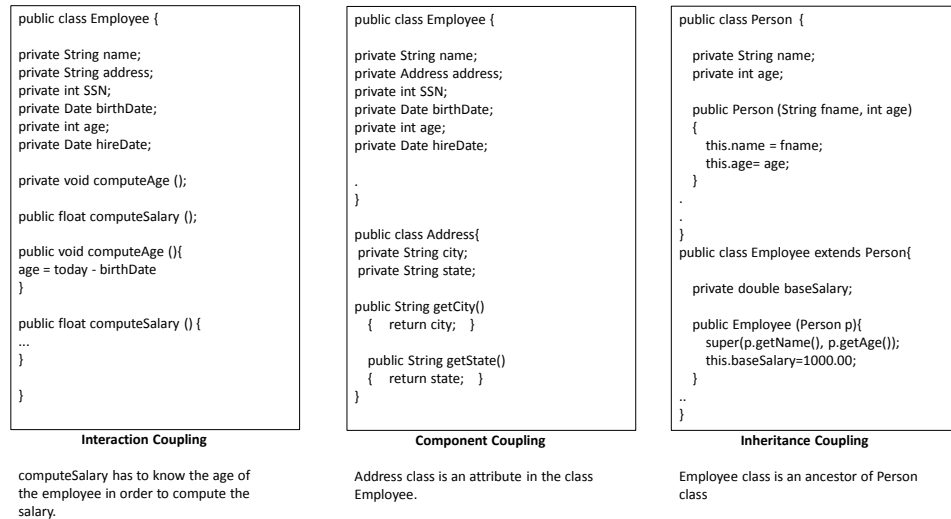 public class Employee {
private String name;
private String address;
private int SSN;
private Date birthDate;
private int age;
private Date hireDate;
private void computeAge ();
public float computeSalary ();
public void computeAge (){
age = today - birthDate
}
public float computeSalary () {
...
}
}
Interaction Coupling
computeSalary has to know the age of
the employee in order to compute the
salary.
public class Employee {
private String name;
private Address address;
private int SSN;
private Date birthDate;
private int age;
private Date hireDate;
.
}
public class Address{
private String city;
private String state;
public String getCity()
{ return city; }
public String getState()
{ return state; }
}
Component Coupling
Address class is an attribute in the class
Employee.
public class Person {
private String name;
private int age;
public Person (String fname, int age)
{
this.name = fname;
this.age= age;
}
.
.
}
public class Employee extends Person{
private double baseSalary;
public Employee (Person p){
super(p.getName(), p.getAge());
this.baseSalary=1000.00;
}
..
}
Inheritance Coupling
Employee class is an ancestor of Person
class